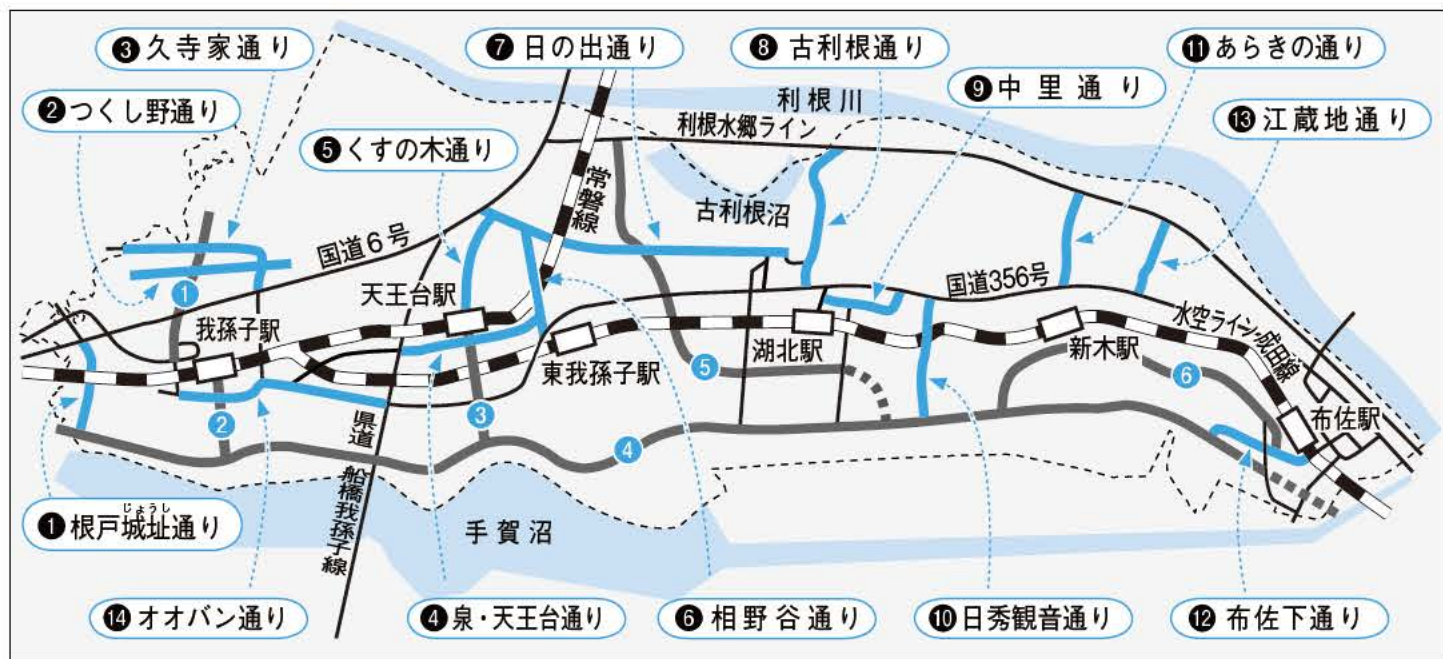 ❸久寺家通り
❼日の出通り
❽古利根通り
⓫あらきの通り
❷つくし野通り
利根川
❾中里通り
利根水郷ライン
⓭江蔵地通り
❺くすの木通り
常磐線
古利根沼
国道6号
国道356号
天王台駅
1
我孫子駅
水空ライン・成田線
東我孫子駅
湖北駅
新木駅
5
6
布佐駅
2
3
4
県道 船橋我孫子線
じょうし
❶根戸城址通り
手賀沼
⓮オオバン通り
❹泉・天王台通り
❻相野谷通り
❿日秀観音通り
⓬布佐下通り